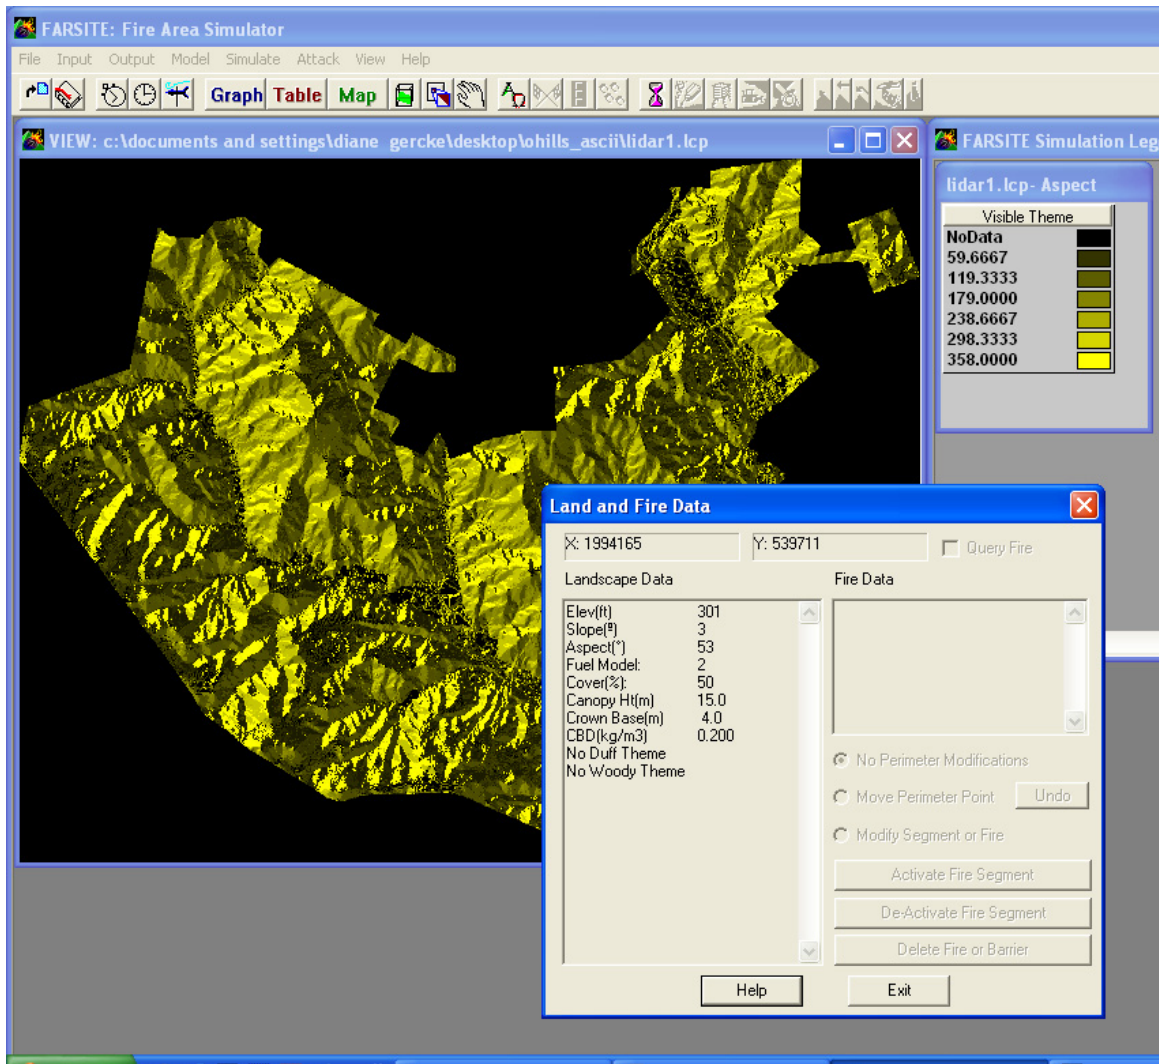 FARSITE: Fire Area Simulator
File Input Output Model Simulate Attack View Help
Graph Table Map
VIEW: c:\documents and settings\diane gercke\desktop\ohills_ascii\lidar1.lcp
FARSITE Simulation Leg
lidar1.lcp- Aspect
Visible Theme
NoData
59.6667
119.3333
179.0000
238.6667
298.3333
358.0000
Land and Fire Data
X: 1994165 Y: 539711 Query Fire
Landscape Data Fire Data
Elev(ft) 301
Slope(º) 3
Aspect(°) 53
Fuel Model: 2
Cover(%): 50
Canopy Ht(m) 15.0
Crown Base(m) 4.0
CBD(kg/m3) 0.200
No Duff Theme
No Woody Theme
No Perimeter Modifications
Move Perimeter Point Undo
Modify Segment or Fire
Activate Fire Segment
De-Activate Fire Segment
Delete Fire or Barrier
Help Exit